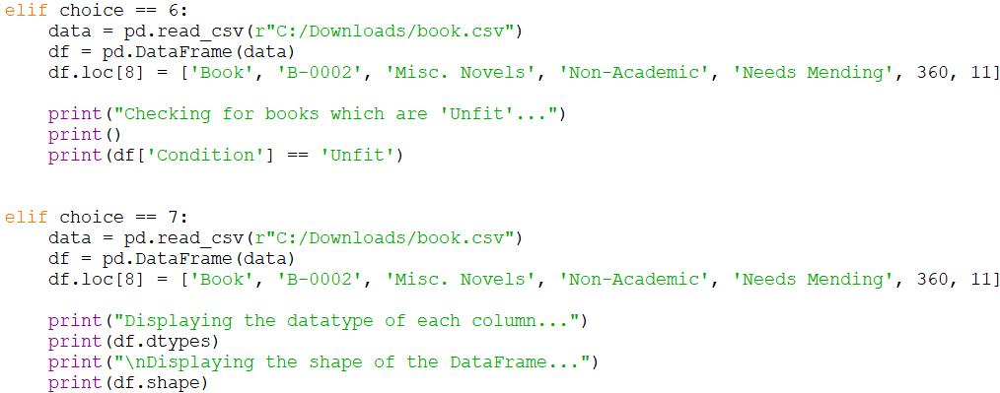 elif choice == 6:
    data = pd.read_csv(r"C:/Downloads/book.csv")
    df = pd.DataFrame(data)
    df.loc[8] = ['Book', 'B-0002', 'Misc. Novels', 'Non-Academic', 'Needs Mending', 360, 11]
    print("Checking for books which are 'Unfit'...")
    print()
    print(df['Condition'] == 'Unfit')
elif choice == 7:
    data = pd.read_csv(r"C:/Downloads/book.csv")
    df = pd.DataFrame(data)
    df.loc[8] = ['Book', 'B-0002', 'Misc. Novels', 'Non-Academic', 'Needs Mending', 360, 11]
    print("Displaying the datatype of each column...")
    print(df.dtypes)
    print("\nDisplaying the shape of the DataFrame...")
    print(df.shape)